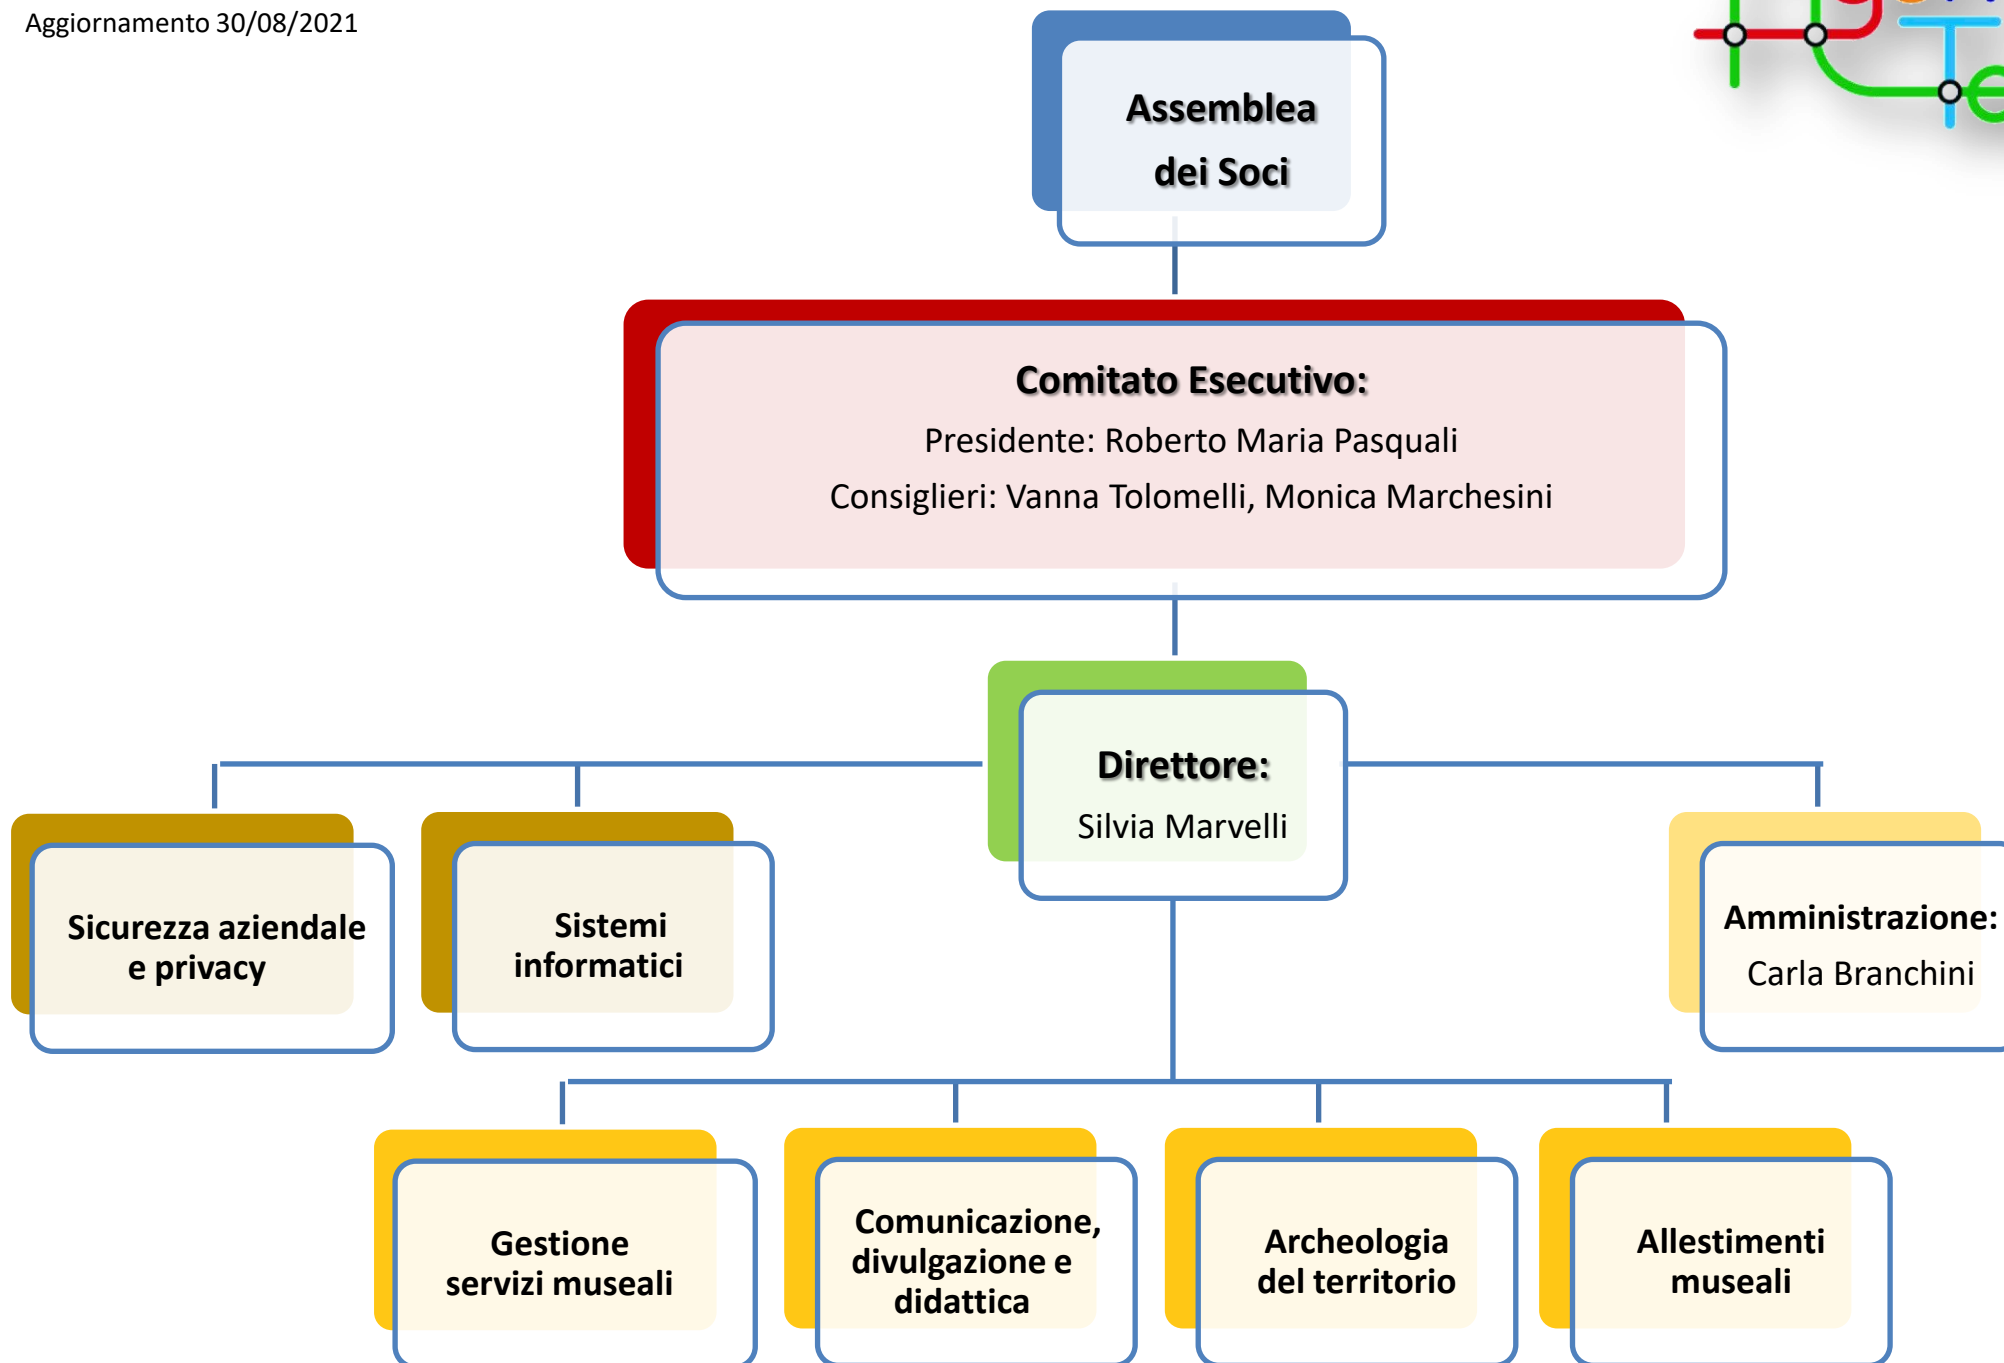 Aggiornamento 30/08/2021
Assemblea
dei Soci
Comitato Esecutivo:
Presidente: Roberto Maria Pasquali
Consiglieri: Vanna Tolomelli, Monica Marchesini
Direttore:
Silvia Marvelli
Sicurezza aziendale
e privacy
Sistemi
informatici
Amministrazione:
Carla Branchini
Gestione
servizi museali
Comunicazione,
divulgazione e
didattica
Archeologia
del territorio
Allestimenti
museali